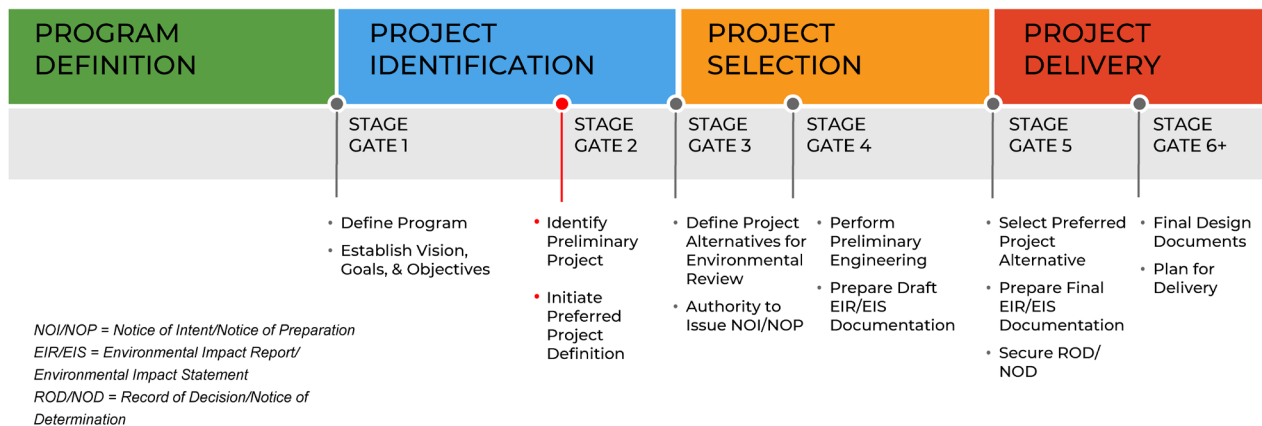 PROGRAM
DEFINITION
PROJECT
IDENTIFICATION
PROJECT
SELECTION
PROJECT
DELIVERY
STAGE
GATE 1
STAGE
GATE 2
STAGE
GATE 3
STAGE
GATE 4
STAGE
GATE 5
STAGE
GATE 6+
• Define Program
• Establish Vision,
Goals, & Objectives
• Identify
Preliminary
Project
• Initiate
Preferred
Project
Definition
• Define Project
Alternatives for
Environmental
Review
• Authority to
Issue NOI/NOP
• Perform
Preliminary
Engineering
• Prepare Draft
EIR/EIS
Documentation
• Select Preferred
Project
Alternative
• Prepare Final
EIR/EIS
Documentation
• Secure ROD/
NOD
• Final Design
Documents
• Plan for
Delivery
NOI/NOP = Notice of Intent/Notice of Preparation
EIR/EIS = Environmental Impact Report/
Environmental Impact Statement
ROD/NOD = Record of Decision/Notice of
Determination